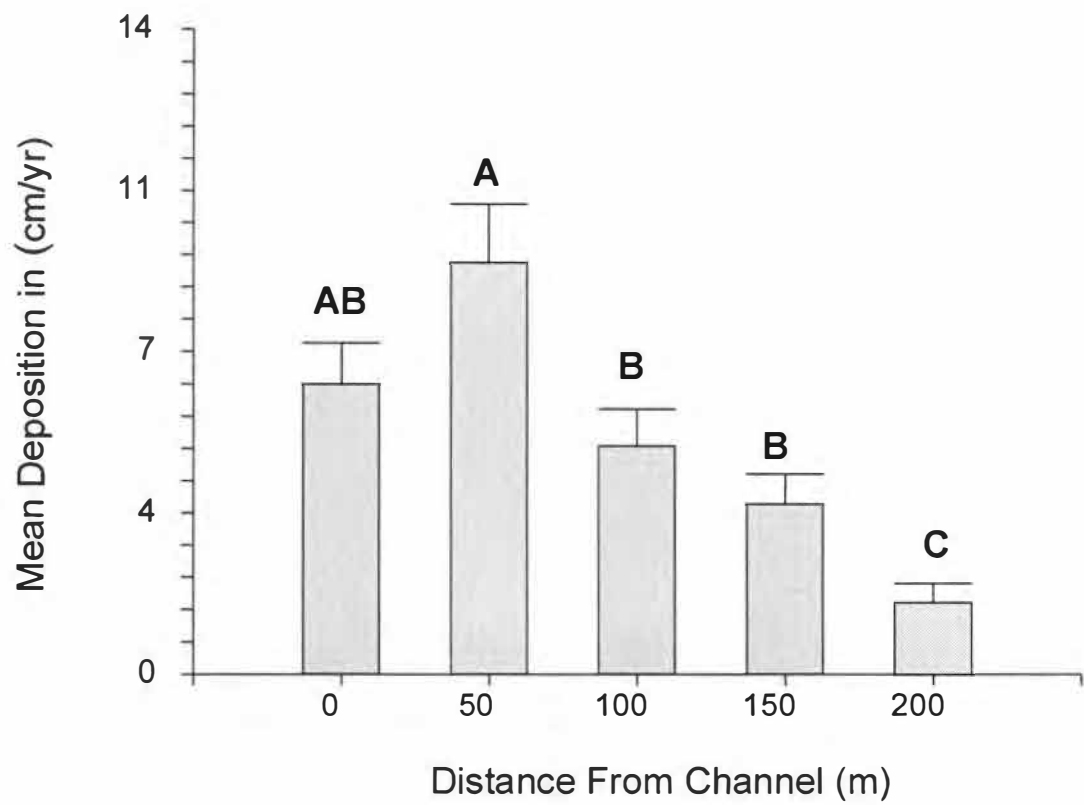 14
11
7
4
0
Mean Deposition in (cm/yr)
AB
A
B
B
C
0
50
100
150
200
Distance From Channel (m)